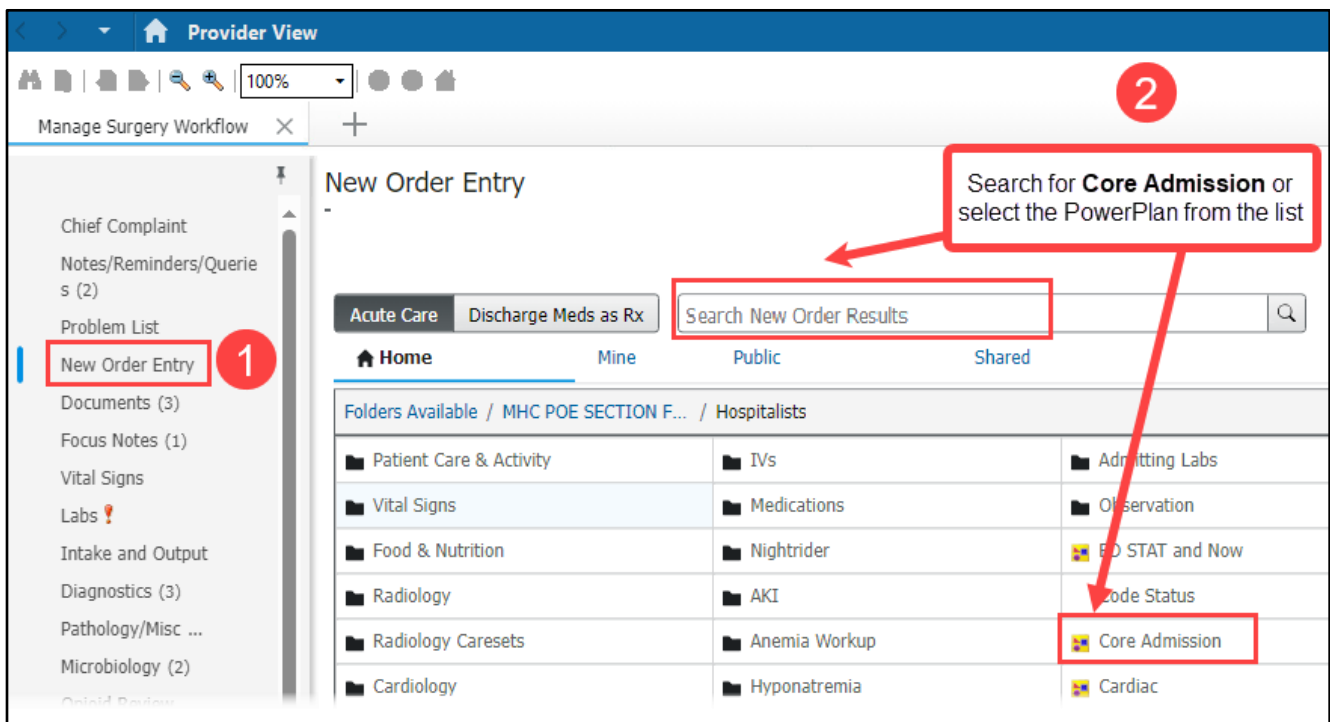 Provider View
100%
Manage Surgery Workflow
2
Search for Core Admission or
select the PowerPlan from the list
New Order Entry
-
Chief Complaint
Notes/Reminders/Querie
s (2)
Problem List
New Order Entry
1
Documents (3)
Focus Notes (1)
Vital Signs
Labs
Intake and Output
Diagnostics (3)
Pathology/Misc ...
Microbiology (2)
Opioid Review
Acute Care Discharge Meds as Rx Search New Order Results
Home Mine Public Shared
Folders Available / MHC POE SECTION F... / Hospitalists
Patient Care & Activity IVs Admitting Labs
Vital Signs Medications Observation
Food & Nutrition Nightrider ED STAT and Now
Radiology AKI Code Status
Radiology Caresets Anemia Workup Core Admission
Cardiology Hyponatremia Cardiac